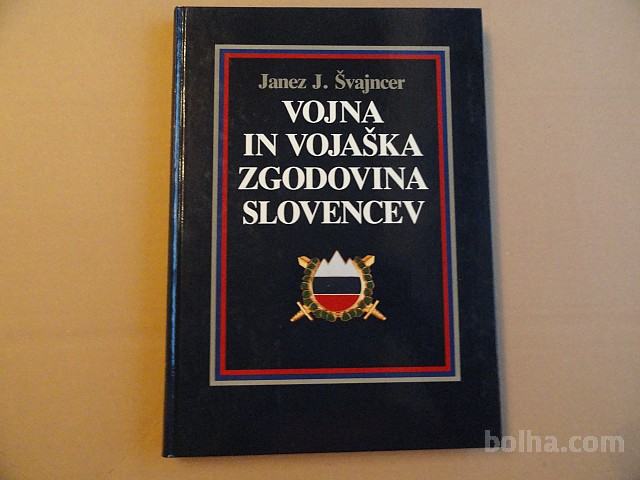 Janez J. Švajncer
VOJNA
IN VOJAŠKA
ZGODOVINA
SLOVENCEV
bolha.com